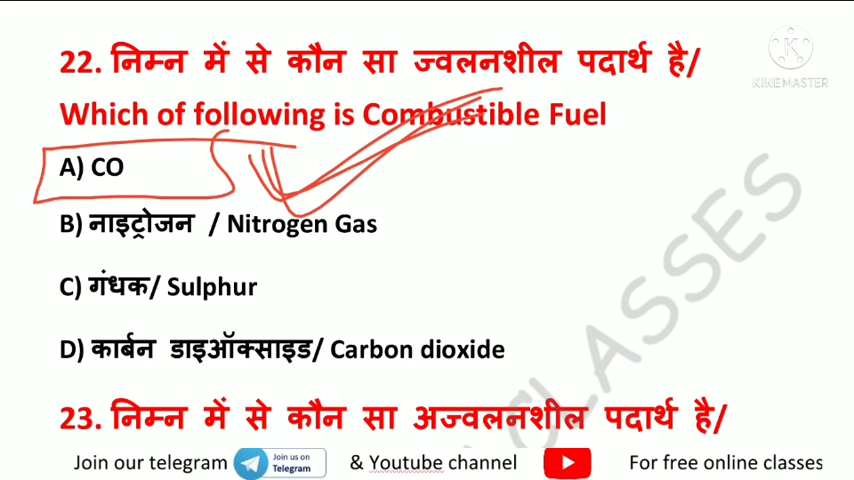 22. निम्न में से कौन सा ज्वलनशील पदार्थ है/
KINEMASTER
Which of following is Combustible Fuel
A) CO
B) नाइट्रोजन / Nitrogen Gas
C) गंधक/ Sulphur
D) कार्बन डाइऑक्साइड/ Carbon dioxide
CLASSES
23. निम्न में से कौन सा अज्वलनशील पदार्थ है/
Join our telegram Join us on Telegram & Youtube channel For free online classes